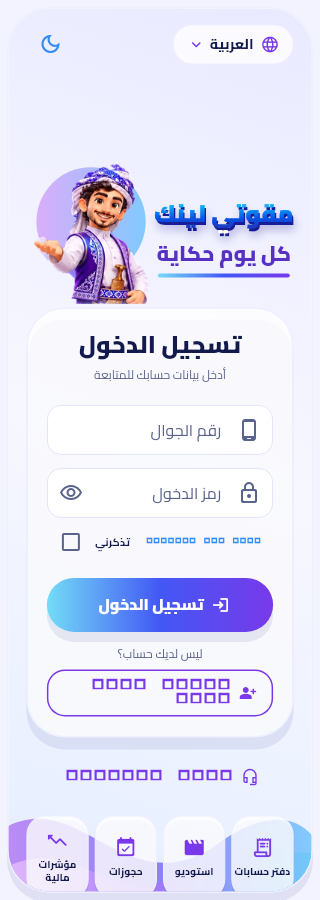 العربية
مقوتي لينك
كل يوم حكاية
تسجيل الدخول
أدخل بيانات حسابك للمتابعة
رقم الجوال
رمز الدخول
تذكرني
تسجيل الدخول
ليس لديك حساب؟
دفتر حسابات
استوديو
حجوزات
مؤشرات
مالية